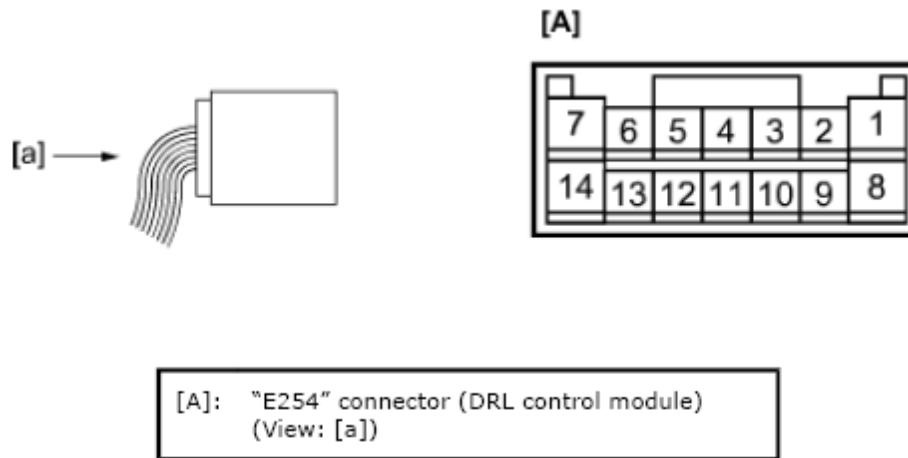 [A]
[a]
7 6 5 4 3 2 1
14 13 12 11 10 9 8
[A]: “E254” connector (DRL control module)
(View: [a])